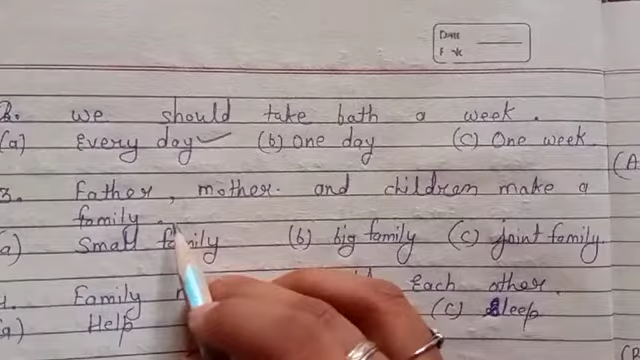 Date
2. We should take bath a week.
(a) Every day ✓ (b) One day (c) One week
(A
3. Father, mother. and children make a
family.
a) Small family (b) big family (c) joint family.
4. Family each other.
a) Help (c) Sleep
(B